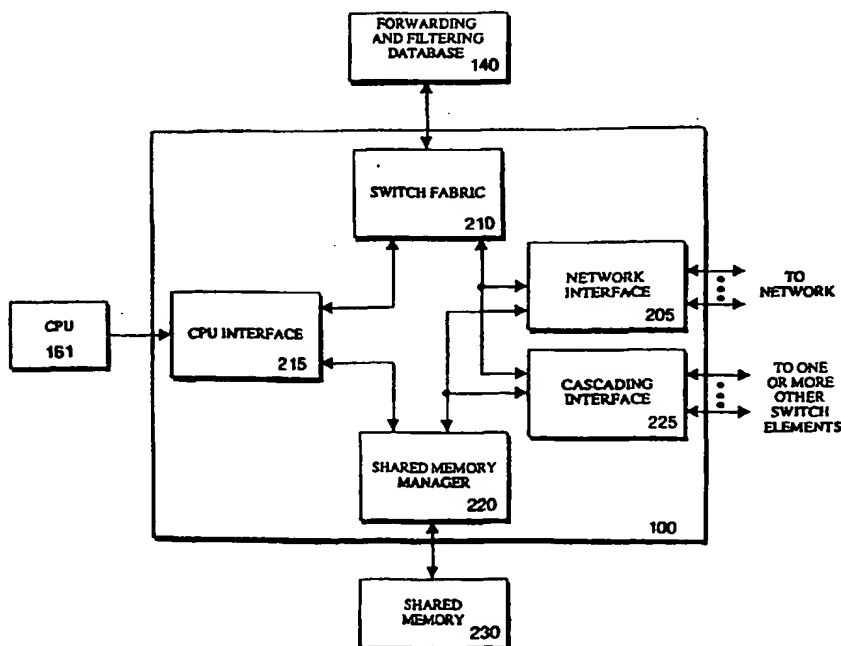 FORWARDING
AND FILTERING
DATABASE
140
SWITCH FABRIC
210
NETWORK
INTERFACE
205
TO
NETWORK
CPU
161
CPU INTERFACE
215
CASCADING
INTERFACE
225
TO ONE
OR MORE
OTHER
SWITCH
ELEMENTS
SHARED MEMORY
MANAGER
220
100
SHARED
MEMORY
230